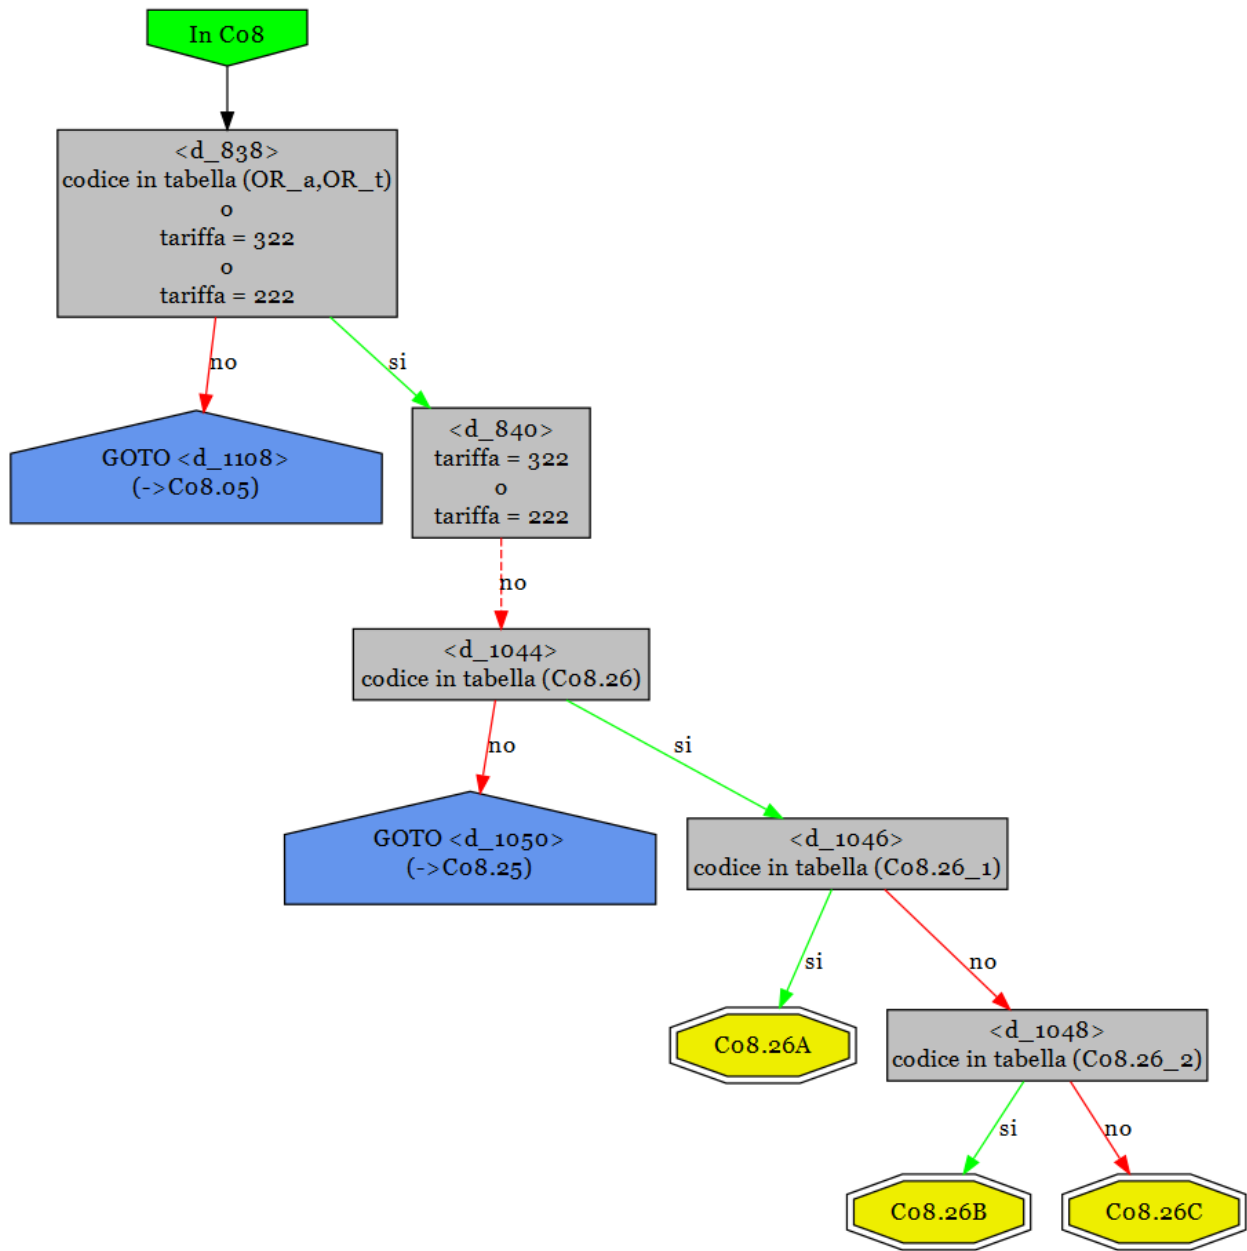 In C08
<d_838>
codice in tabella (OR_a,OR_t)
o
tariffa = 322
o
tariffa = 222
no
si
GOTO <d_1108>
(->C08.05)
<d_840>
tariffa = 322
o
tariffa = 222
no
<d_1044>
codice in tabella (C08.26)
no
si
GOTO <d_1050>
(->C08.25)
<d_1046>
codice in tabella (C08.26_1)
si
no
C08.26A
<d_1048>
codice in tabella (C08.26_2)
si
no
C08.26B
C08.26C